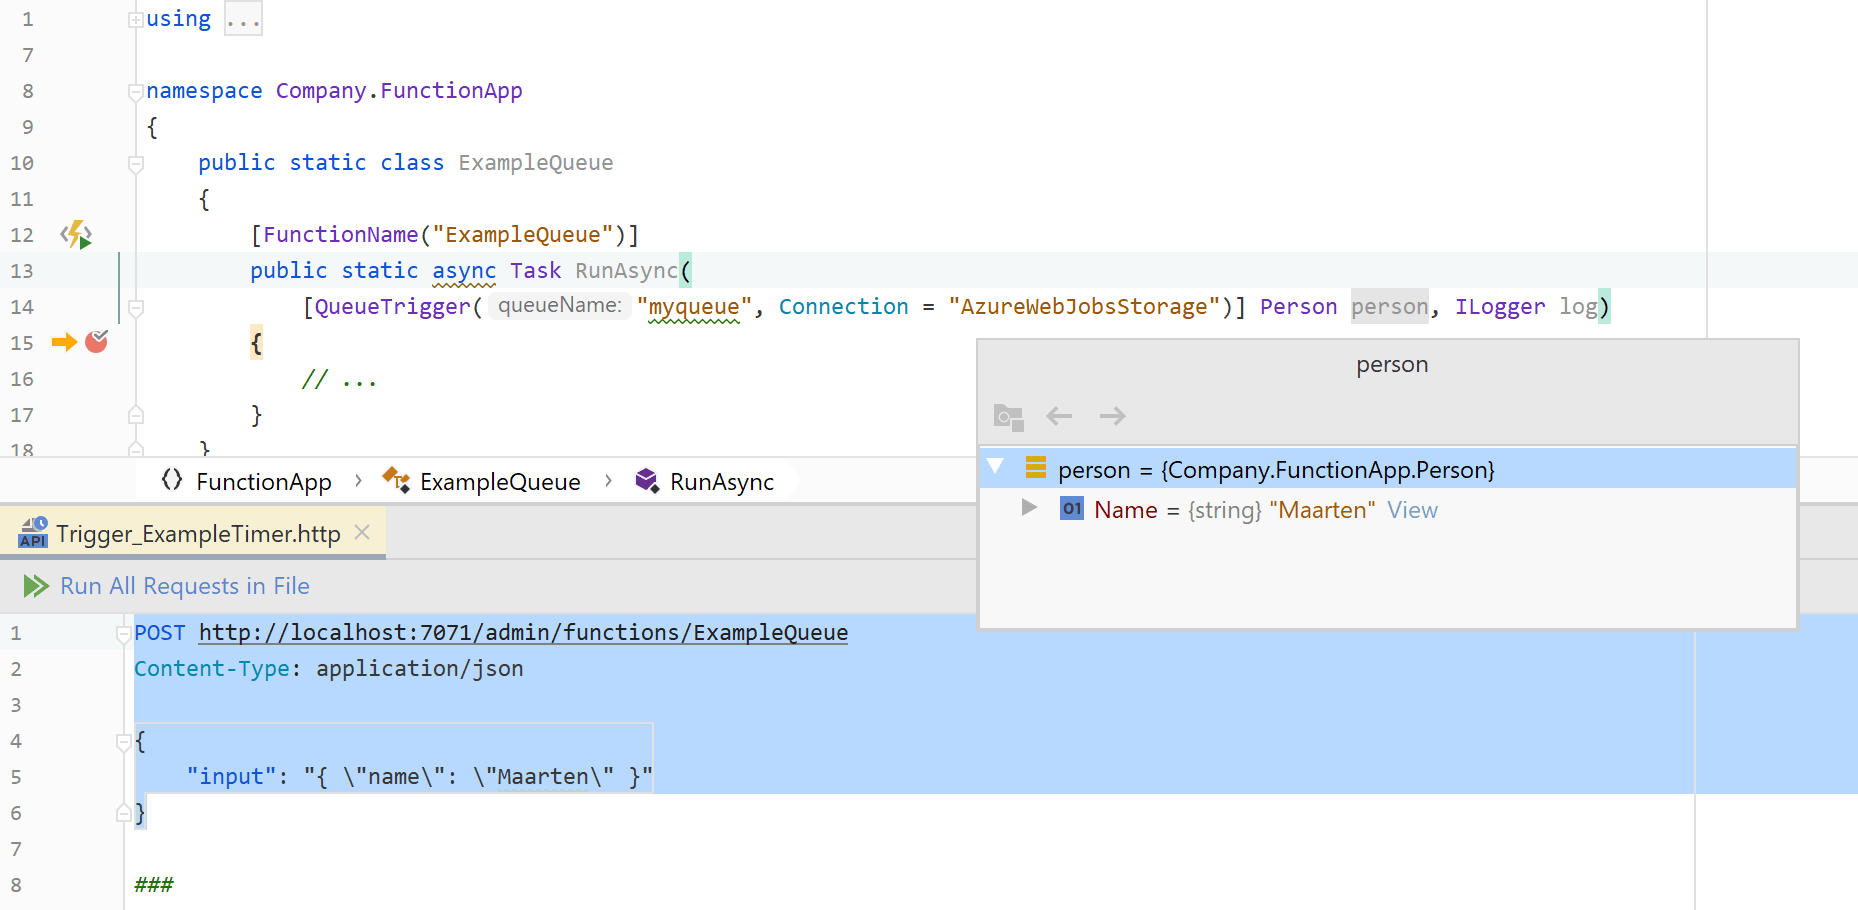 1 using ...
7
8 namespace Company.FunctionApp
9 {
10 public static class ExampleQueue
11 {
12 [FunctionName("ExampleQueue")]
13 public static async Task RunAsync(
14 [QueueTrigger( queueName: "myqueue", Connection = "AzureWebJobsStorage")] Person person, ILogger log)
15 {
16 // ...
17 }
18 }
person
person = {Company.FunctionApp.Person}
01 Name = {string} "Maarten" View
FunctionApp › ExampleQueue › RunAsync
API Trigger_ExampleTimer.http
Run All Requests in File
1 POST http://localhost:7071/admin/functions/ExampleQueue
2 Content-Type: application/json
3
4 {
5 "input": "{ \"name\": \"Maarten\" }"
6 }
7
8 ###